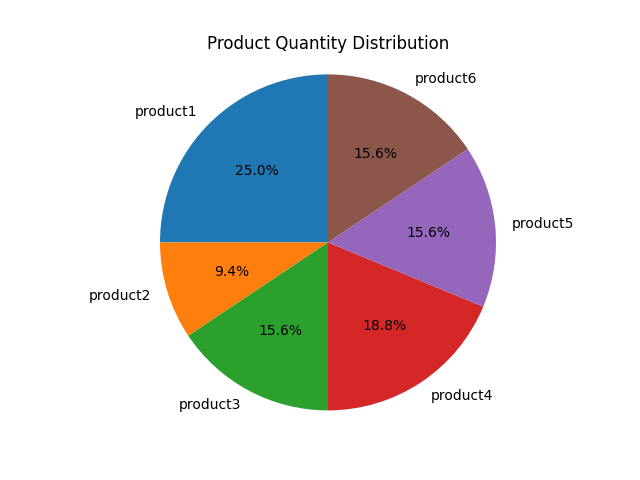 Product Quantity Distribution
product1
25.0%
product2
9.4%
product3
15.6%
product4
18.8%
product5
15.6%
product6
15.6%